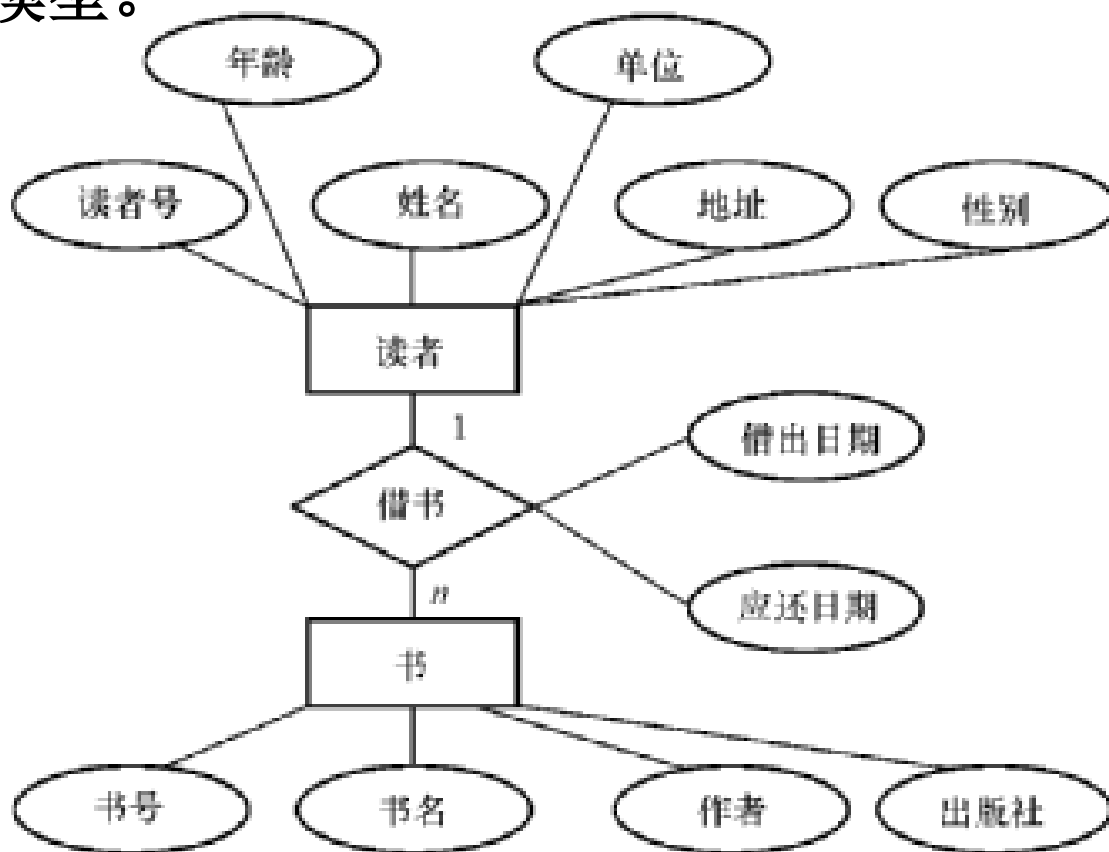 类型。
年龄
单位
读者号
姓名
地址
性别
读者
1
借出日期
借书
n
应还日期
书
书号
书名
作者
出版社